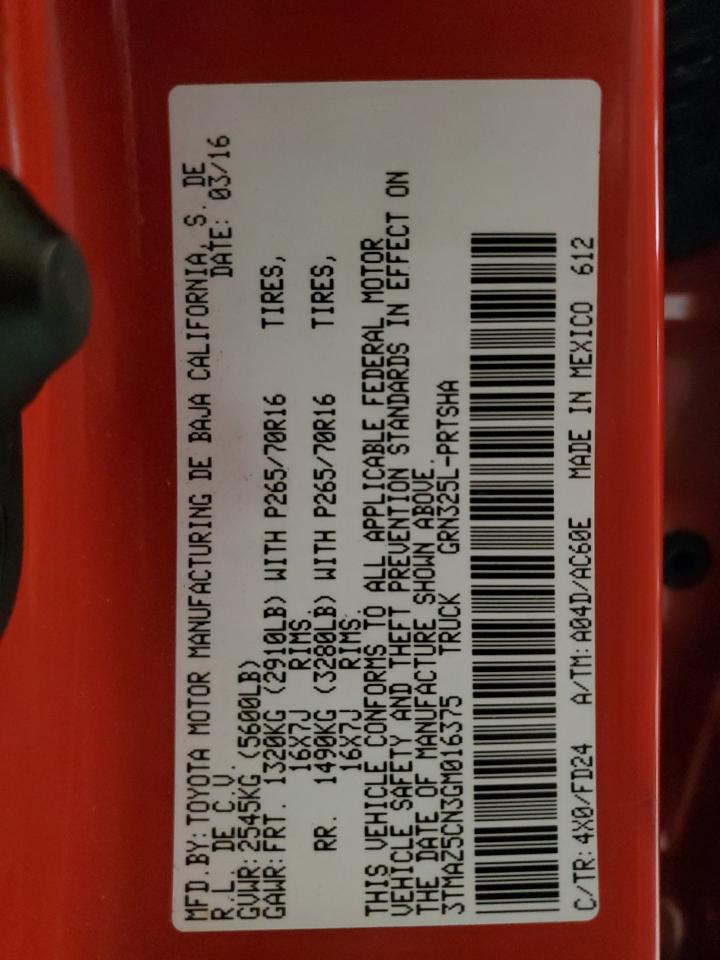 MFD.BY:TOYOTA MOTOR MANUFACTURING DE BAJA CALIFORNIA, S. DE
R.L. DE C.V. DATE: 03/16
GVWR:2545KG (5600LB)
GAWR:FRT. 1320KG (2910LB) WITH P265/70R16 TIRES,
16X7J RIMS.
RR. 1490KG (3280LB) WITH P265/70R16 TIRES,
16X7J RIMS.
THIS VEHICLE CONFORMS TO ALL APPLICABLE FEDERAL MOTOR
VEHICLE SAFETY AND THEFT PREVENTION STANDARDS IN EFFECT ON
THE DATE OF MANUFACTURE SHOWN ABOVE.
3TMAZ5CN3GM016375 TRUCK GRN325L-PRTSHA
C/TR:4X0/FD24 A/TM:A04D/AC60E MADE IN MEXICO 612